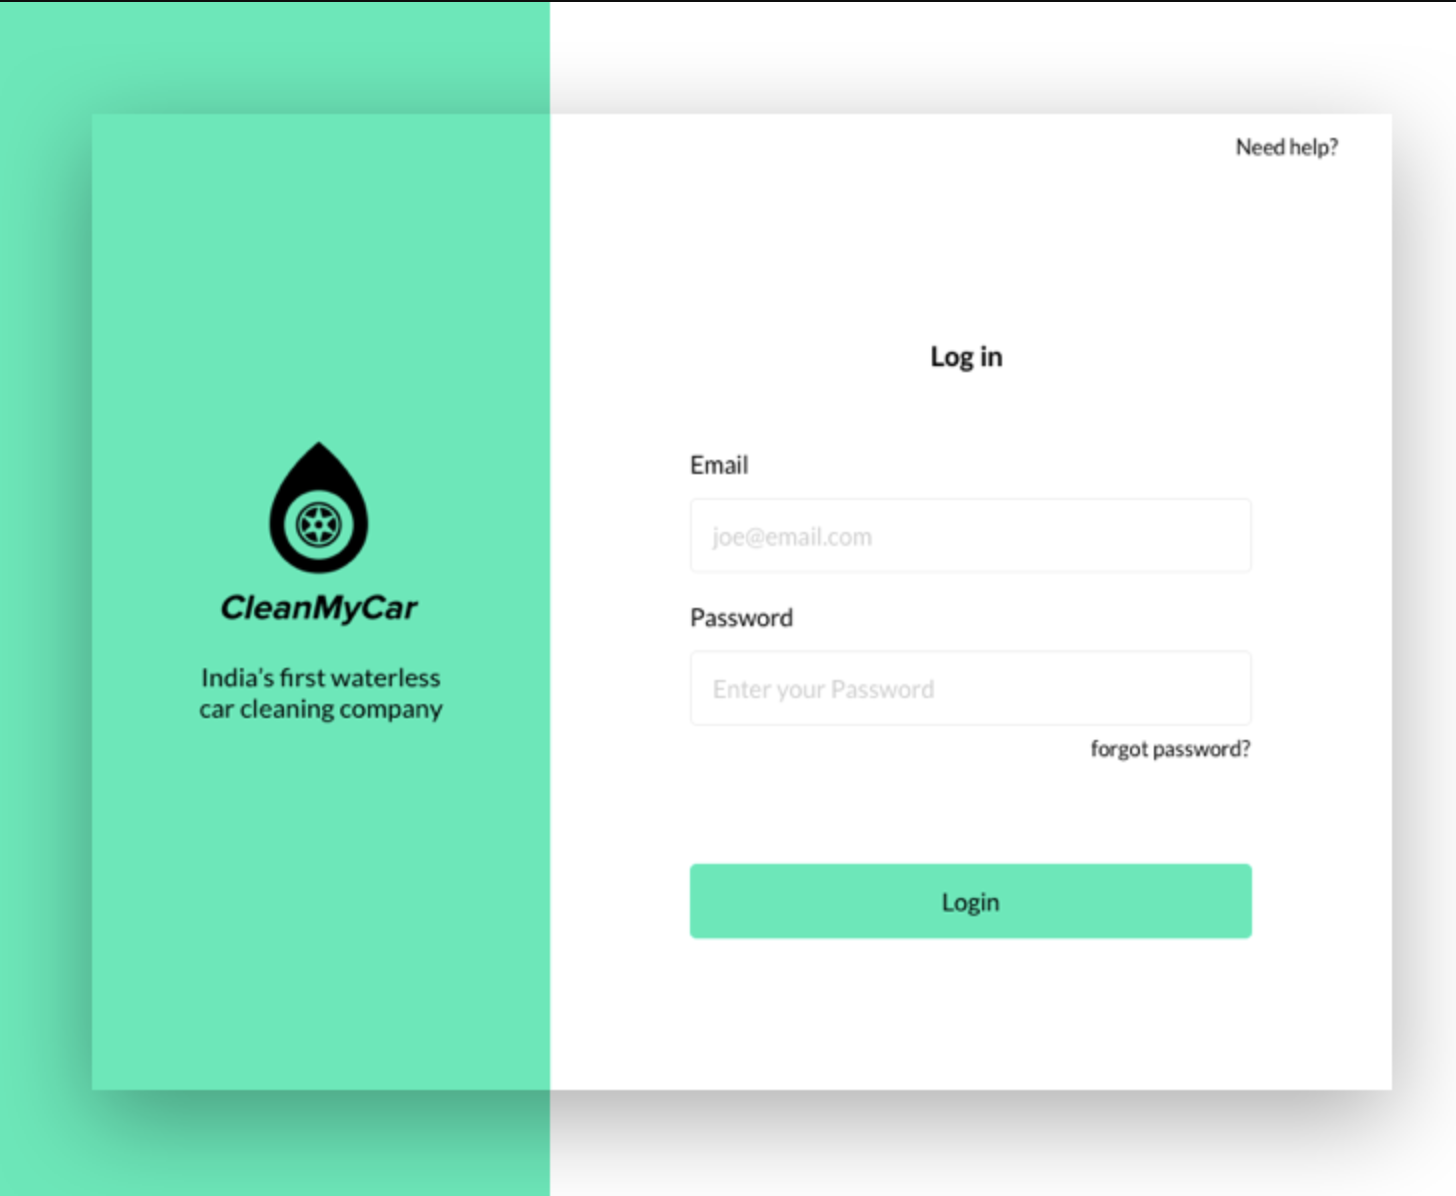 Need help?
CleanMyCar
India's first waterless
car cleaning company
Log in
Email
joe@email.com
Password
Enter your Password
forgot password?
Login